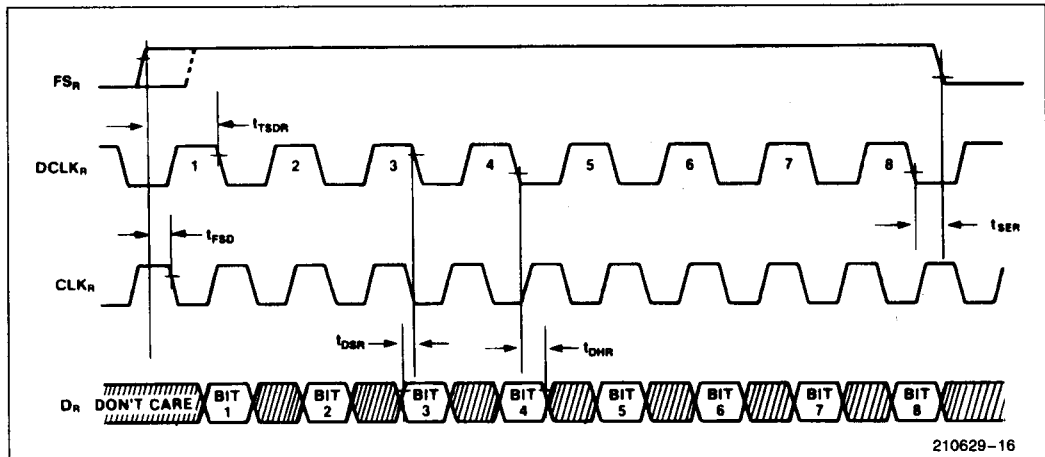 FSR
tTSDR
DCLKR 1 2 3 4 5 6 7 8
tFSD
tSER
CLKR
tDSR
tDHR
DR DON'T CARE BIT 1 BIT 2 BIT 3 BIT 4 BIT 5 BIT 6 BIT 7 BIT 8
210629-16